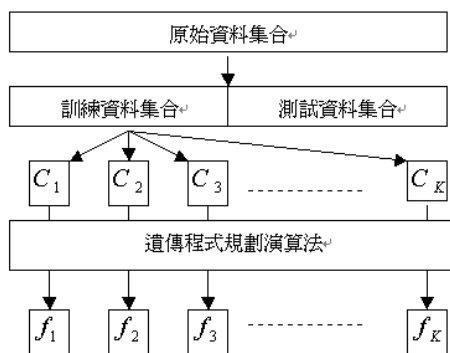 原始資料集合
訓練資料集合 測試資料集合
C1 C2 C3 CK
遺傳程式規劃演算法
f1 f2 f3 fK